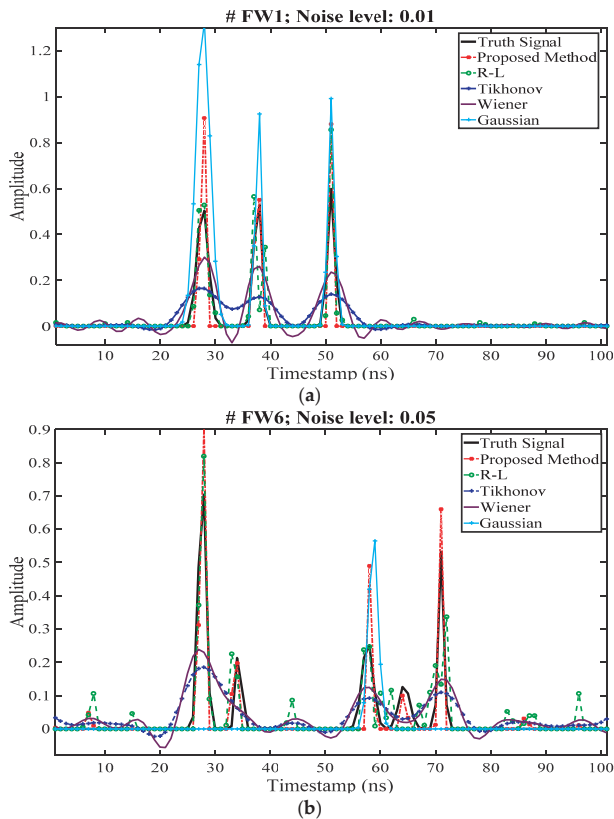 # FW1; Noise level: 0.01
Truth Signal
Proposed Method
R-L
Tikhonov
Wiener
Gaussian
Amplitude
1.2
1
0.8
0.6
0.4
0.2
0
10 20 30 40 50 60 70 80 90 100
Timestamp (ns)
(a)
# FW6; Noise level: 0.05
Truth Signal
Proposed Method
R-L
Tikhonov
Wiener
Gaussian
Amplitude
0.9
0.8
0.7
0.6
0.5
0.4
0.3
0.2
0.1
0
10 20 30 40 50 60 70 80 90 100
Timestamp (ns)
(b)